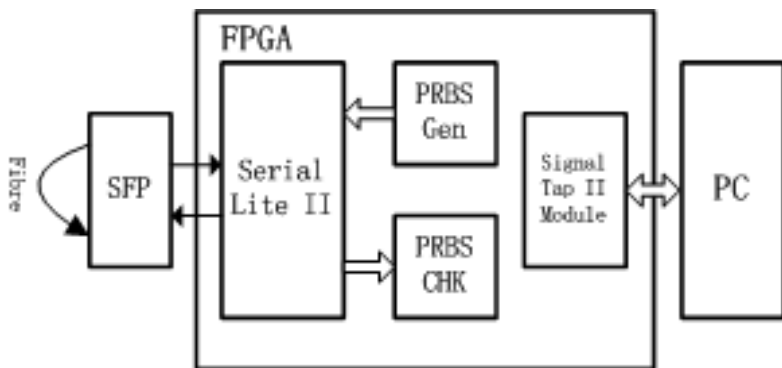 FPGA
PRBS
Gen
Fibre
SFP
Serial
Lite II
Signal
Tap II
Module
PC
PRBS
CHK